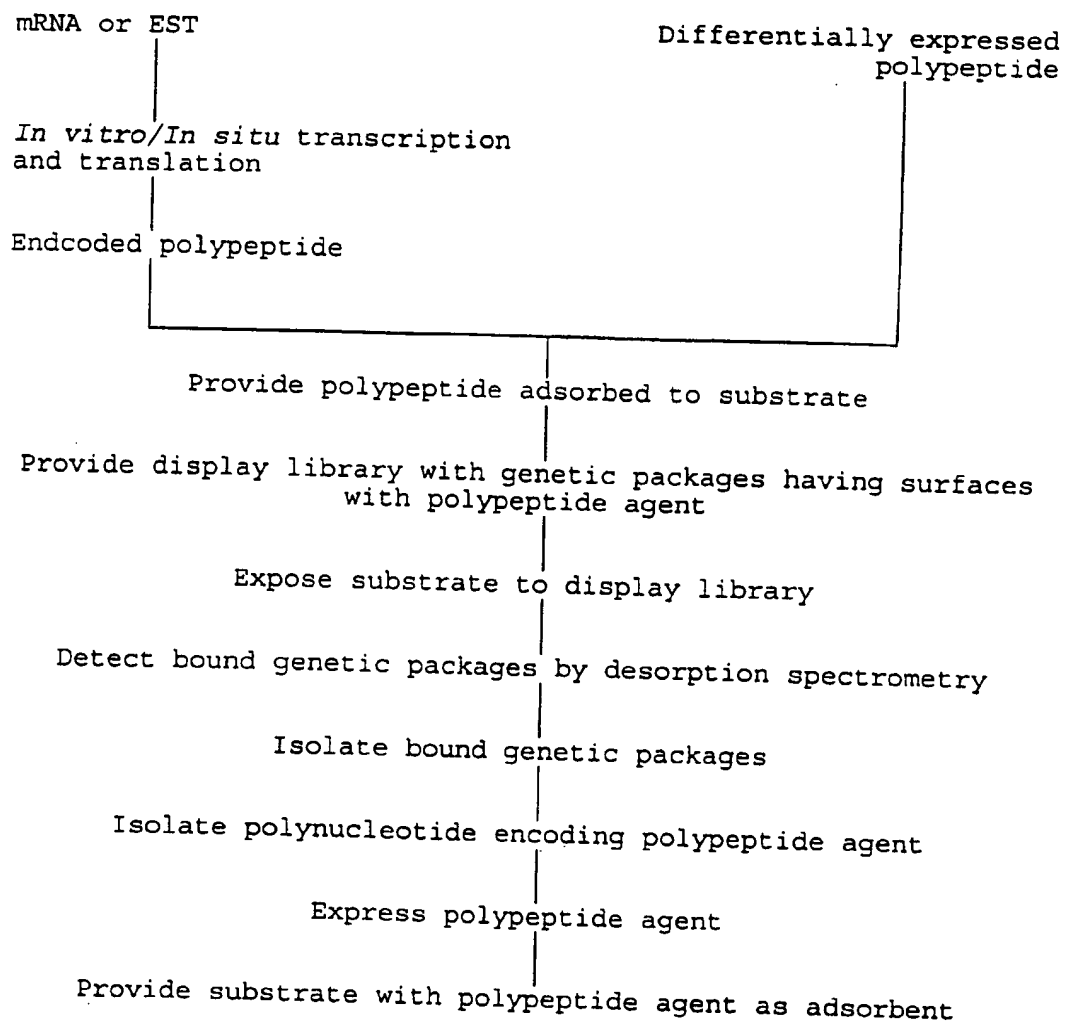 mRNA or EST
Differentially expressed
polypeptide
In vitro/In situ transcription
and translation
Endcoded polypeptide
Provide polypeptide adsorbed to substrate
Provide display library with genetic packages having surfaces
with polypeptide agent
Expose substrate to display library
Detect bound genetic packages by desorption spectrometry
Isolate bound genetic packages
Isolate polynucleotide encoding polypeptide agent
Express polypeptide agent
Provide substrate with polypeptide agent as adsorbent